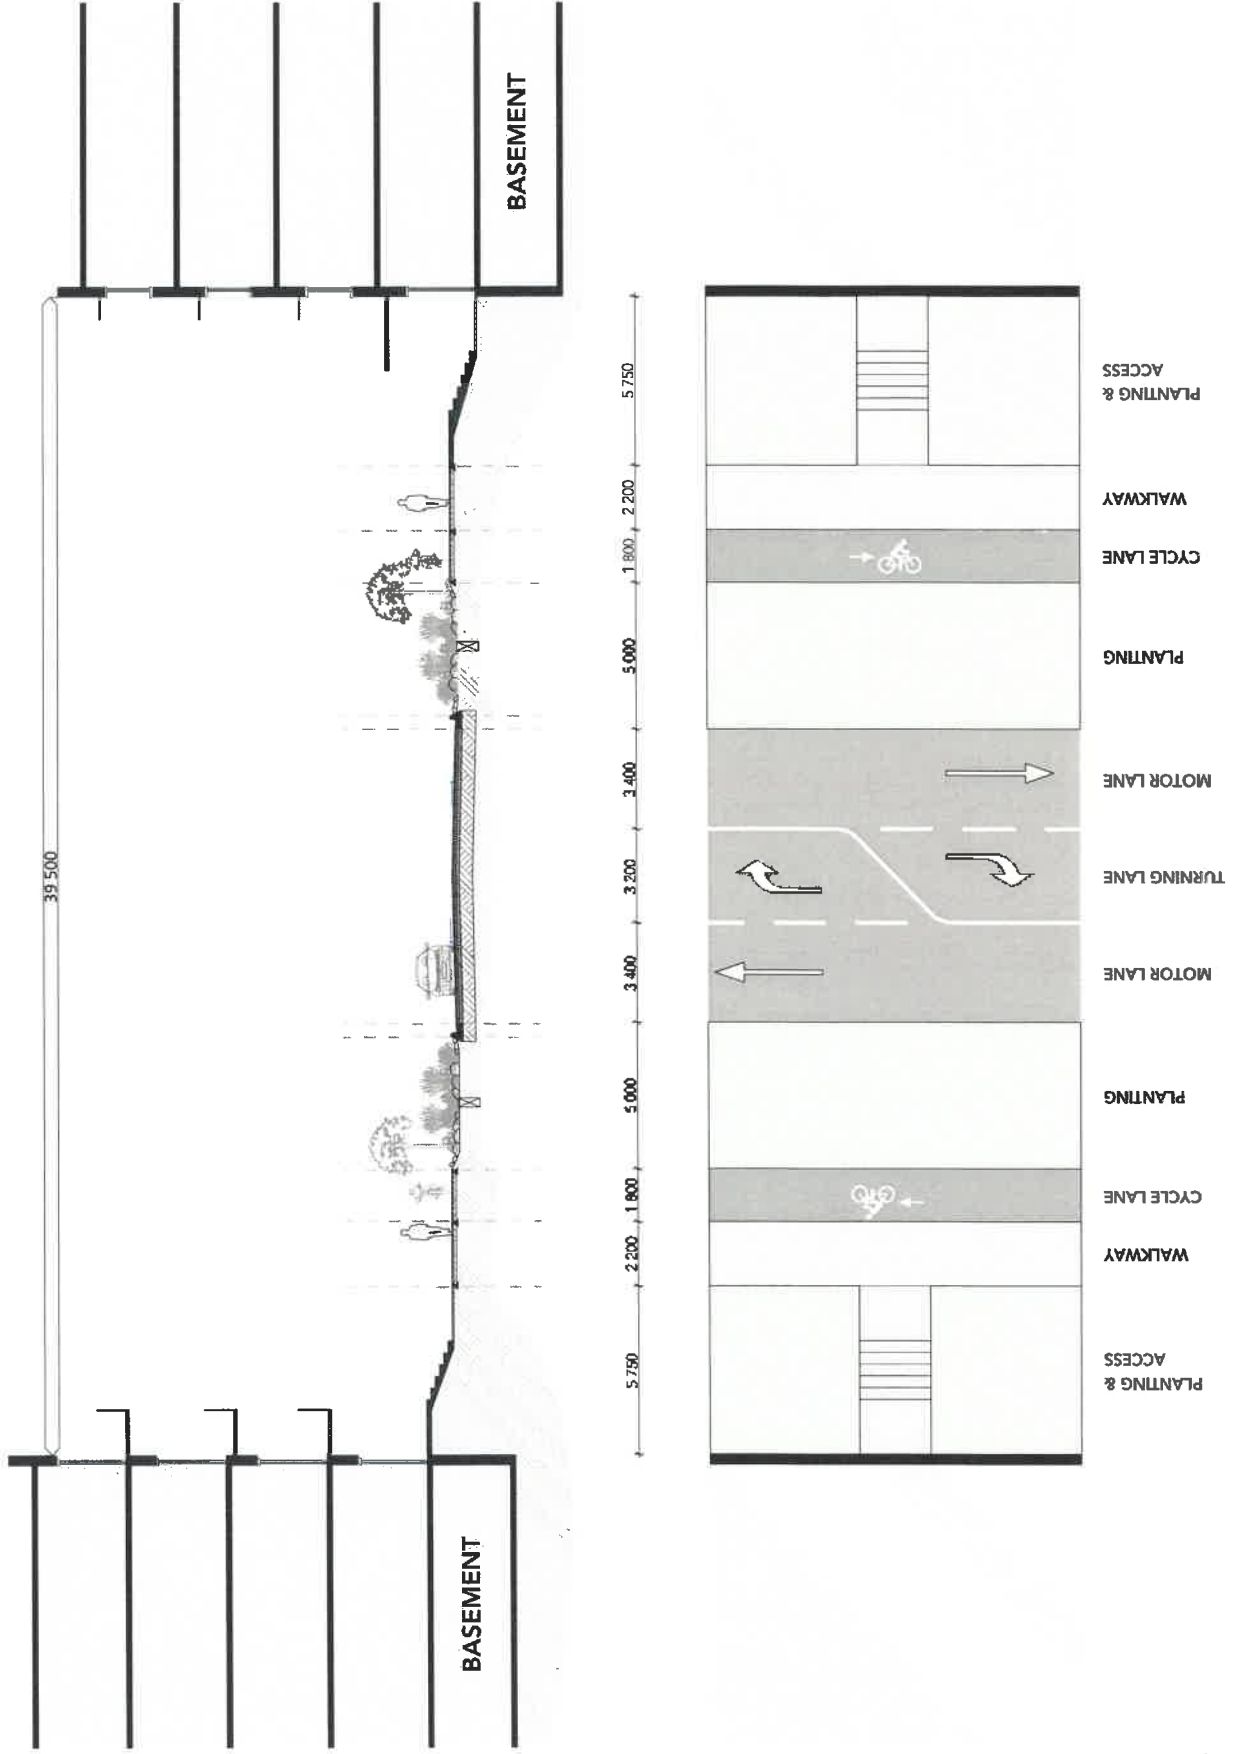 39 500
BASEMENT
BASEMENT
5 750
2 200
1 800
5 000
3 400
3 200
3 400
5 000
1 800
2 200
5 750
PLANTING &
ACCESS
WALKWAY
CYCLE LANE
PLANTING
MOTOR LANE
TURNING LANE
MOTOR LANE
PLANTING
CYCLE LANE
WALKWAY
PLANTING &
ACCESS